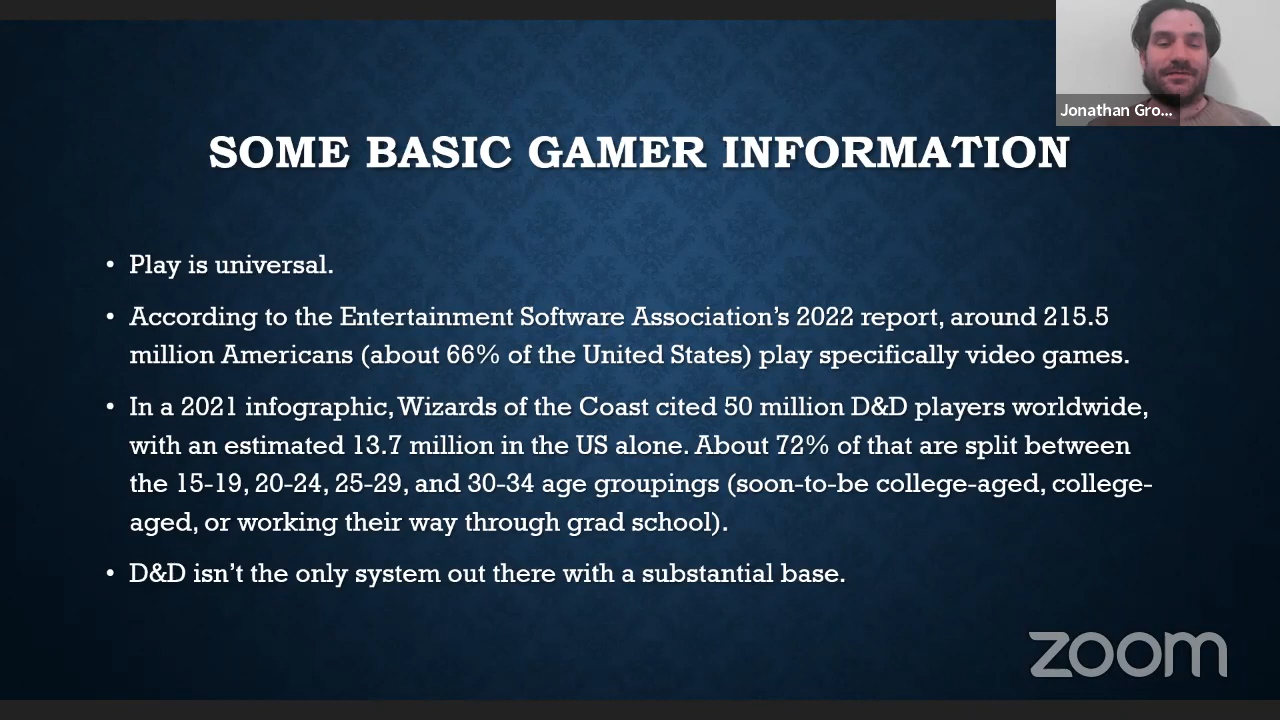 Jonathan Gro...
SOME BASIC GAMER INFORMATION
• Play is universal.
• According to the Entertainment Software Association’s 2022 report, around 215.5
million Americans (about 66% of the United States) play specifically video games.
• In a 2021 infographic, Wizards of the Coast cited 50 million D&D players worldwide,
with an estimated 13.7 million in the US alone. About 72% of that are split between
the 15-19, 20-24, 25-29, and 30-34 age groupings (soon-to-be college-aged, college-
aged, or working their way through grad school).
• D&D isn’t the only system out there with a substantial base.
zoom